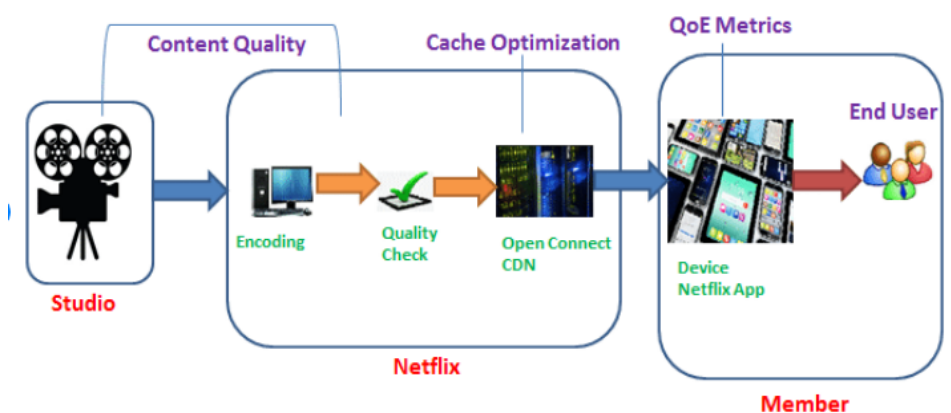 Content Quality
Cache Optimization
QoE Metrics
End User
Encoding
Quality
Check
Open Connect
CDN
Device
Netflix App
Studio
Netflix
Member